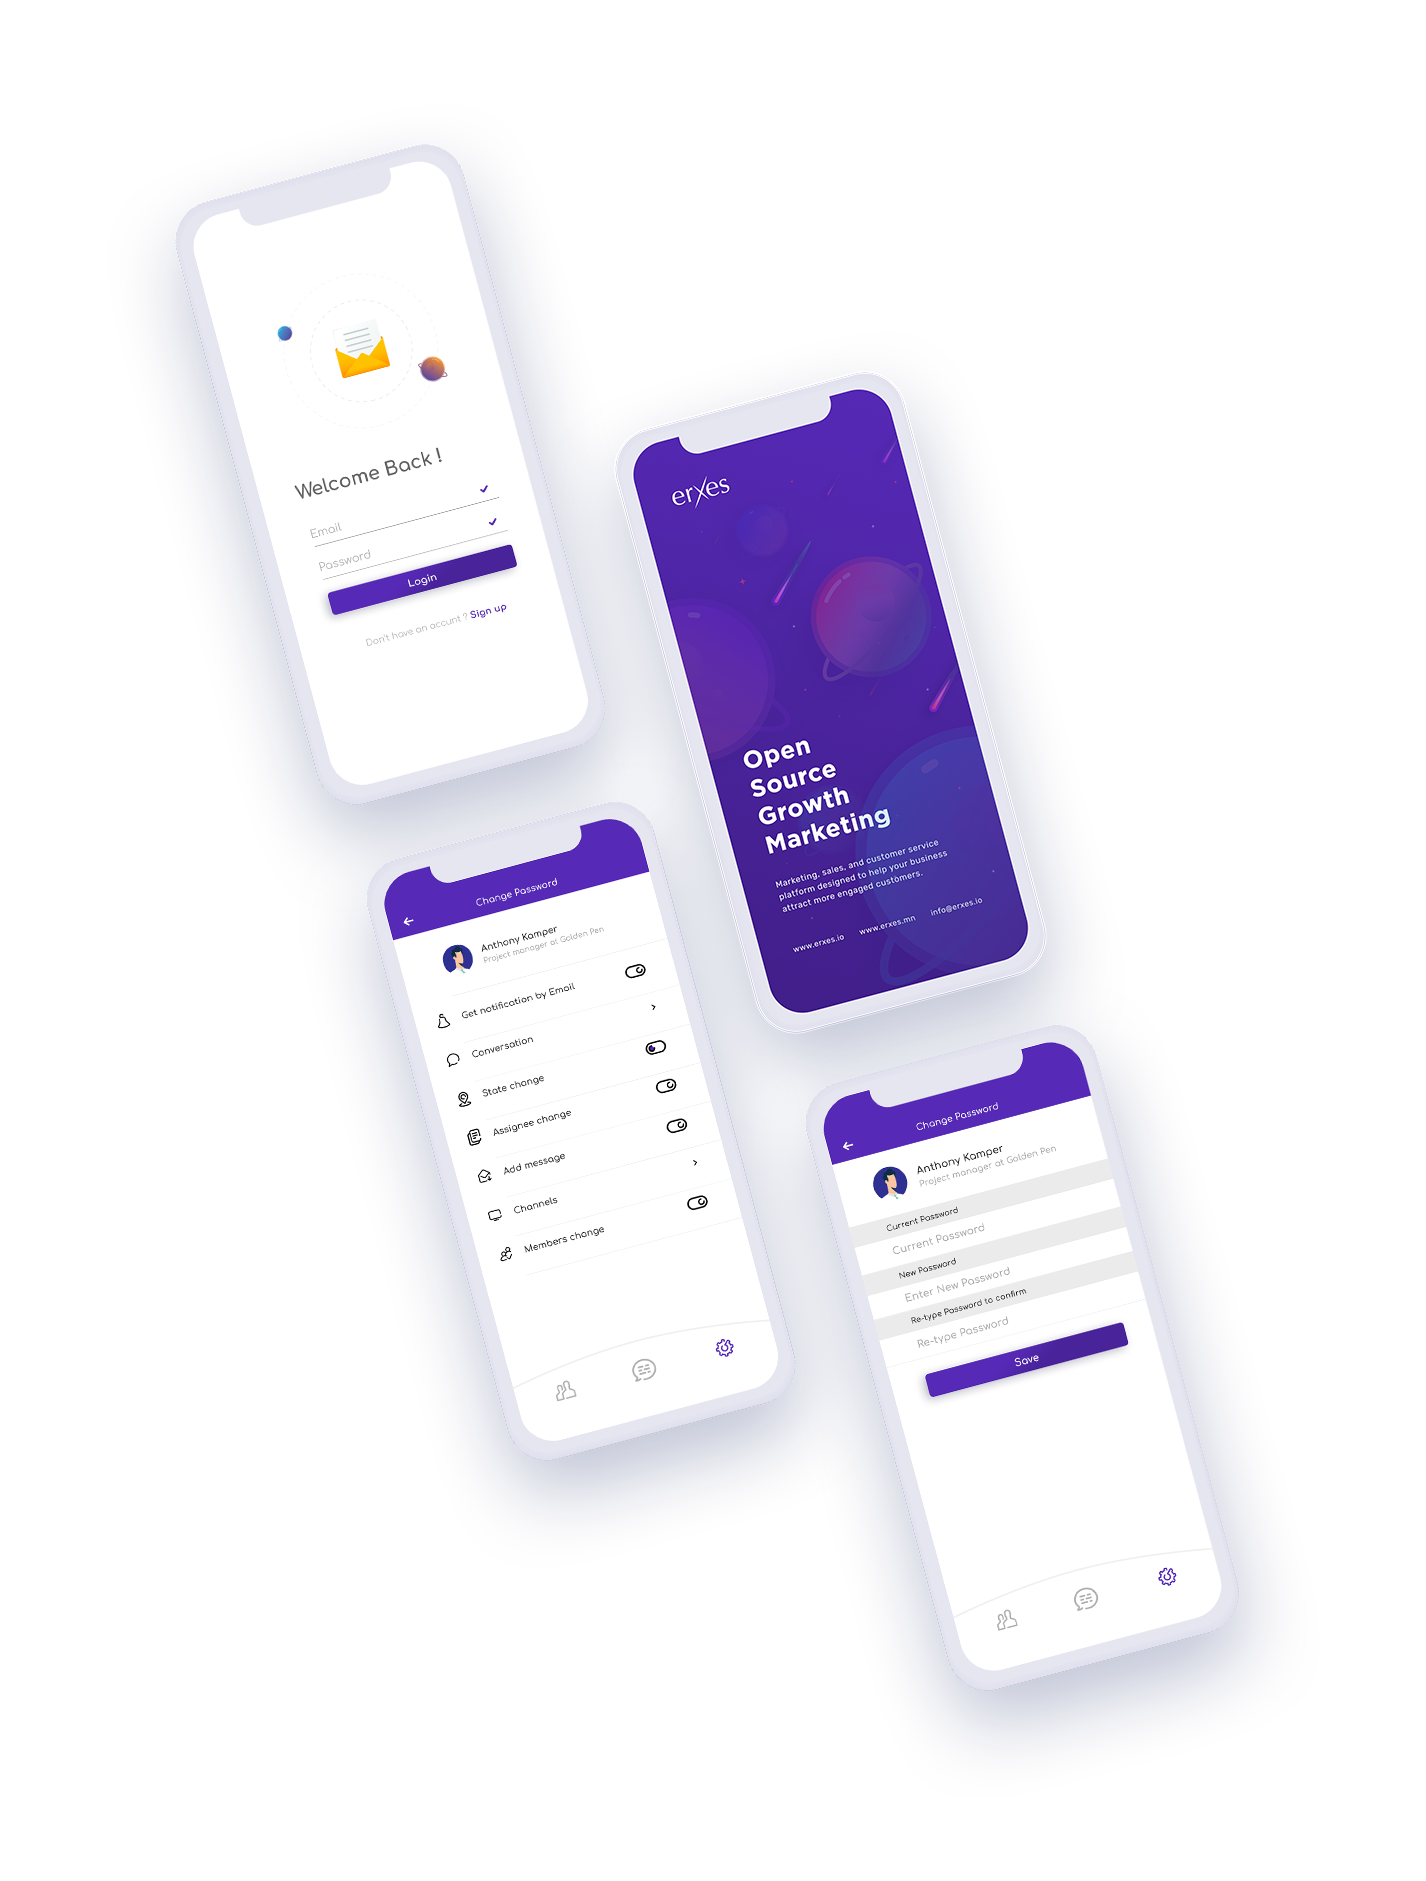 Welcome Back !
Email
Password
Login
Don't have an accunt ? Sign up
erxes
Open
Source
Growth
Marketing
Marketing, sales, and customer service
platform designed to help your business
attract more engaged customers.
www.erxes.io www.erxes.mn info@erxes.io
Change Password
Anthony Kamper
Project manager at Golden Pen
Get notification by Email
Conversation
State change
Assignee change
Add message
Channels
Members change
Change Password
Anthony Kamper
Project manager at Golden Pen
Current Password
Current Password
New Password
Enter New Password
Re-type Password to confirm
Re-type Password
Save